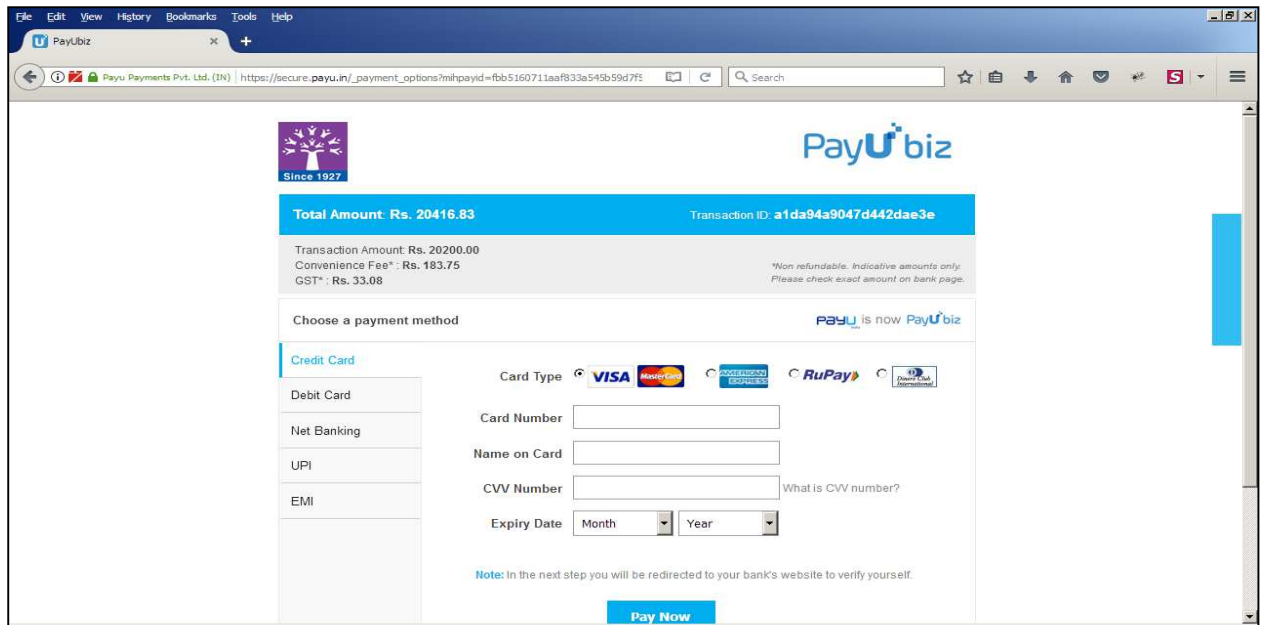 File Edit View History Bookmarks Tools Help
PayUbiz
Payu Payments Pvt. Ltd. (IN) https://secure.payu.in/_payment_options?mihpayid=fbb5160711aaf833a545b59d7f5 Search
Since 1927
PayU biz
Total Amount: Rs. 20416.83 Transaction ID: a1da94a9047d442dae3e
Transaction Amount: Rs. 20200.00
Convenience Fee* : Rs. 183.75 *Non refundable. Indicative amounts only.
GST* : Rs. 33.08 Please check exact amount on bank page.
Choose a payment method PayU is now PayU biz
Credit Card
Card Type VISA MasterCard AMERICAN EXPRESS RuPay Diners Club International
Debit Card
Card Number
Net Banking
Name on Card
UPI
CVV Number What is CVV number?
EMI
Expiry Date Month Year
Note: In the next step you will be redirected to your bank's website to verify yourself.
Pay Now